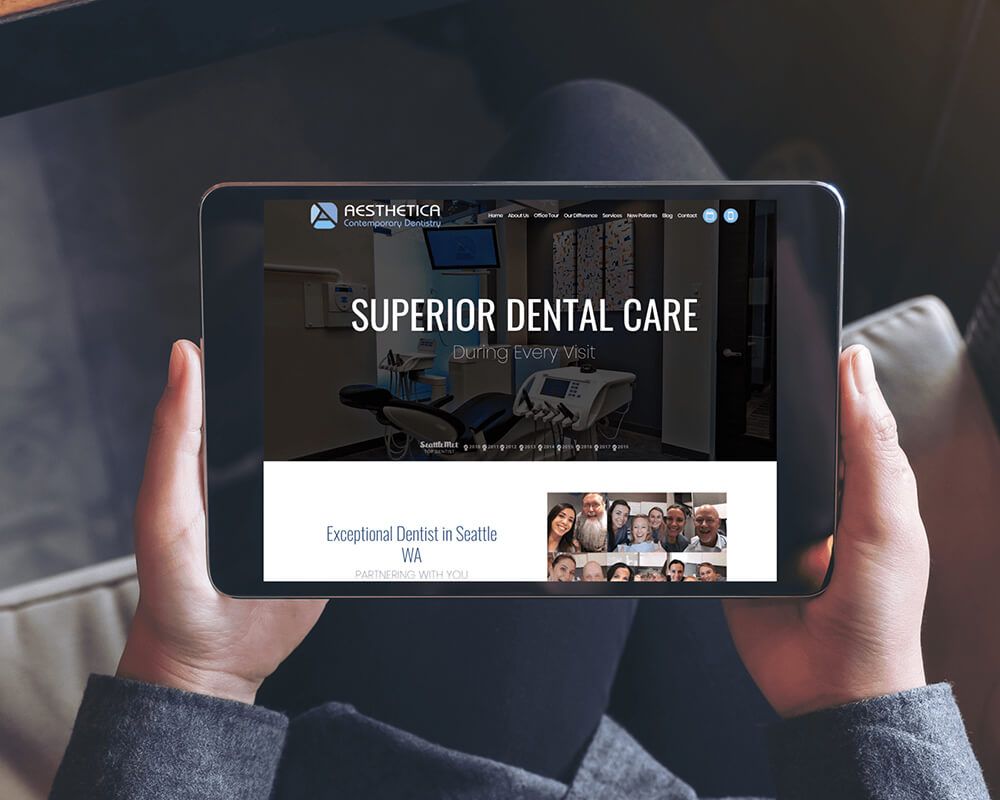 AESTHETICA
Contemporary Dentistry
Home About Us Office Tour Our Difference Services New Patients Blog Contact
SUPERIOR DENTAL CARE
During Every Visit
SeattleMet
TOP DENTIST
2010 2011 2012 2013 2014 2015 2016 2017 2018
Exceptional Dentist in Seattle
WA
PARTNERING WITH YOU